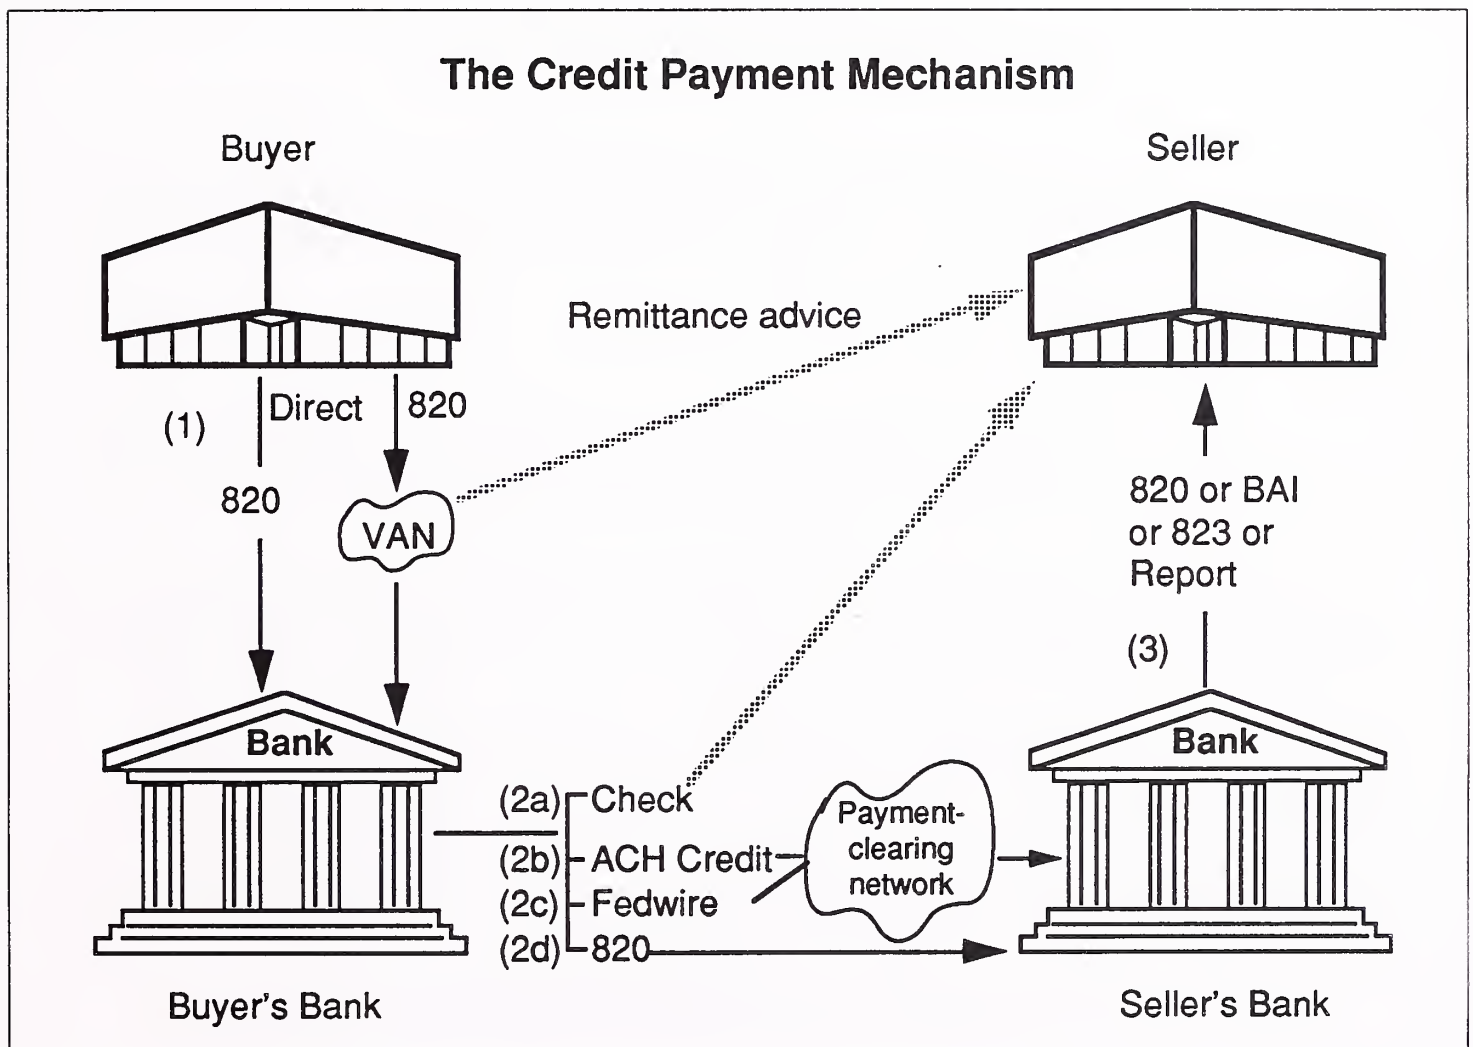 The Credit Payment Mechanism
Buyer
Seller
Remittance advice
(1)
Direct
820
820
VAN
820 or BAI
or 823 or
Report
(3)
Bank
Bank
(2a) Check
(2b) ACH Credit
(2c) Fedwire
(2d) 820
Payment-
clearing
network
Buyer's Bank
Seller's Bank